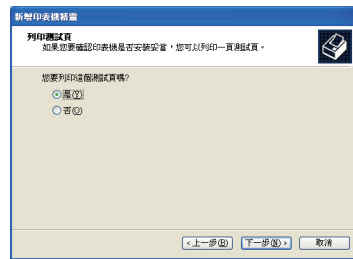 新增印表機精靈
列印測試頁
如果您要確認印表機是否安裝妥當，您可以列印一頁測試頁。
您要列印這個測試頁嗎?
是(Y)
否(O)
< 上一步(B)
下一步(N) >
取消